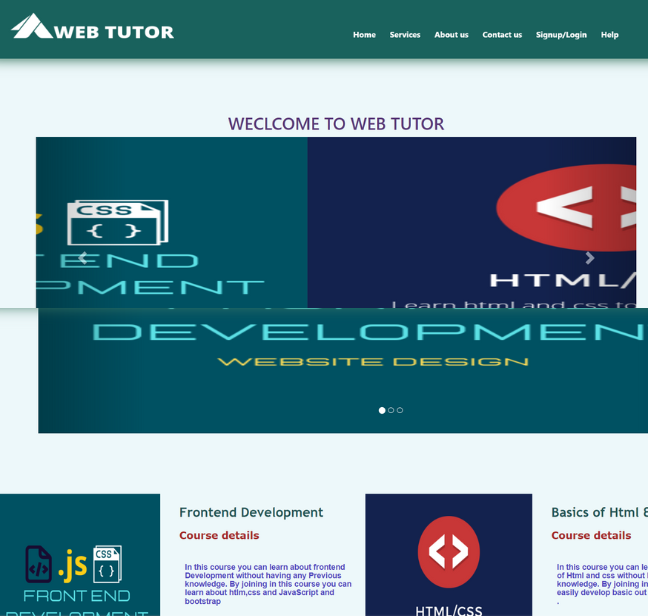 WEB TUTOR
Home Services About us Contact us Signup/Login Help
WECLCOME TO WEB TUTOR
CSS
END
HTML/
Learn html and css to
DEVELOPMEN
WEBSITE DESIGN
Frontend Development
Course details
In this course you can learn about frontend
Development without having any Previous
knowledge. By joining in this course you can
learn about htlm,css and JavaScript and
bootstrap
.js CSS
FRONT END
DEVELOPMENT
HTML/CSS
Basics of Html &
Course details
In this course you can le
of Html and css without
knowledge. By joining in
easily develop basic out
.